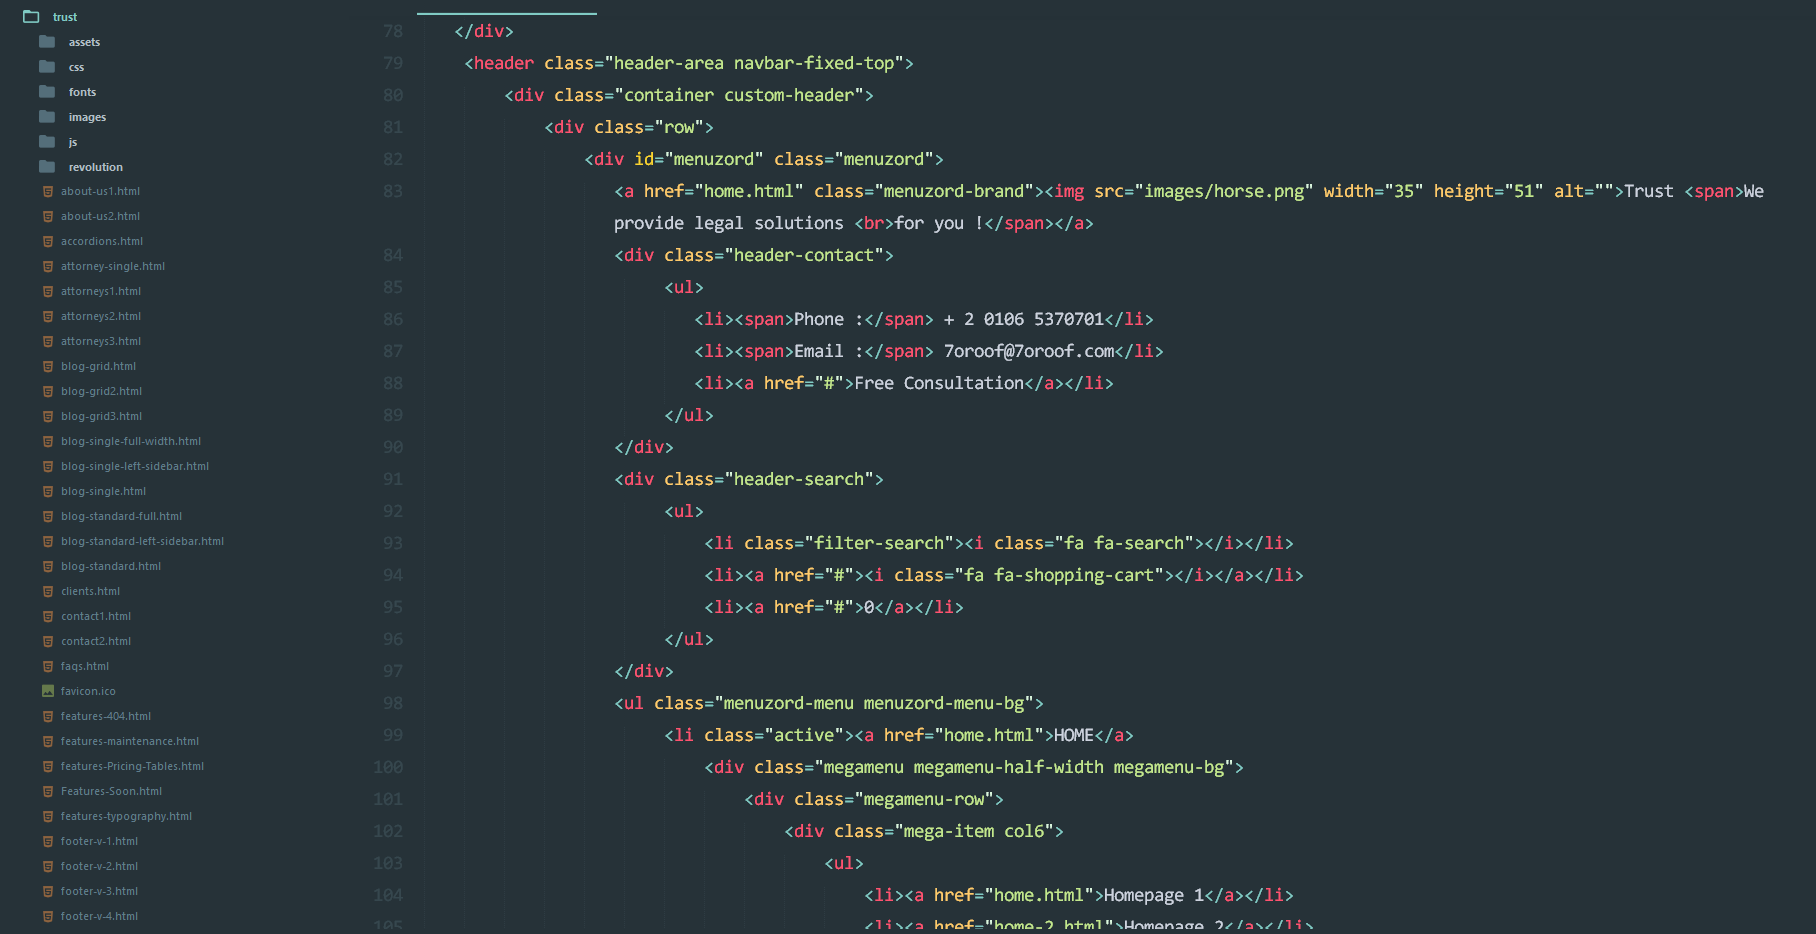 trust
assets
css
fonts
images
js
revolution
about-us1.html
about-us2.html
accordions.html
attorney-single.html
attorneys1.html
attorneys2.html
attorneys3.html
blog-grid.html
blog-grid2.html
blog-grid3.html
blog-single-full-width.html
blog-single-left-sidebar.html
blog-single.html
blog-standard-full.html
blog-standard-left-sidebar.html
blog-standard.html
clients.html
contact1.html
contact2.html
faqs.html
favicon.ico
features-404.html
features-maintenance.html
features-Pricing-Tables.html
Features-Soon.html
features-typography.html
footer-v-1.html
footer-v-2.html
footer-v-3.html
footer-v-4.html
78 </div>
79 <header class="header-area navbar-fixed-top">
80 <div class="container custom-header">
81 <div class="row">
82 <div id="menuzord" class="menuzord">
83 <a href="home.html" class="menuzord-brand"><img src="images/horse.png" width="35" height="51" alt="">Trust <span>We
provide legal solutions <br>for you !</span></a>
84 <div class="header-contact">
85 <ul>
86 <li><span>Phone :</span> + 2 0106 5370701</li>
87 <li><span>Email :</span> 7oroof@7oroof.com</li>
88 <li><a href="#">Free Consultation</a></li>
89 </ul>
90 </div>
91 <div class="header-search">
92 <ul>
93 <li class="filter-search"><i class="fa fa-search"></i></li>
94 <li><a href="#"><i class="fa fa-shopping-cart"></i></a></li>
95 <li><a href="#">0</a></li>
96 </ul>
97 </div>
98 <ul class="menuzord-menu menuzord-menu-bg">
99 <li class="active"><a href="home.html">HOME</a>
100 <div class="megamenu megamenu-half-width megamenu-bg">
101 <div class="megamenu-row">
102 <div class="mega-item col6">
103 <ul>
104 <li><a href="home.html">Homepage 1</a></li>
105 <li><a href="home-2.html">Homepage 2</a></li>